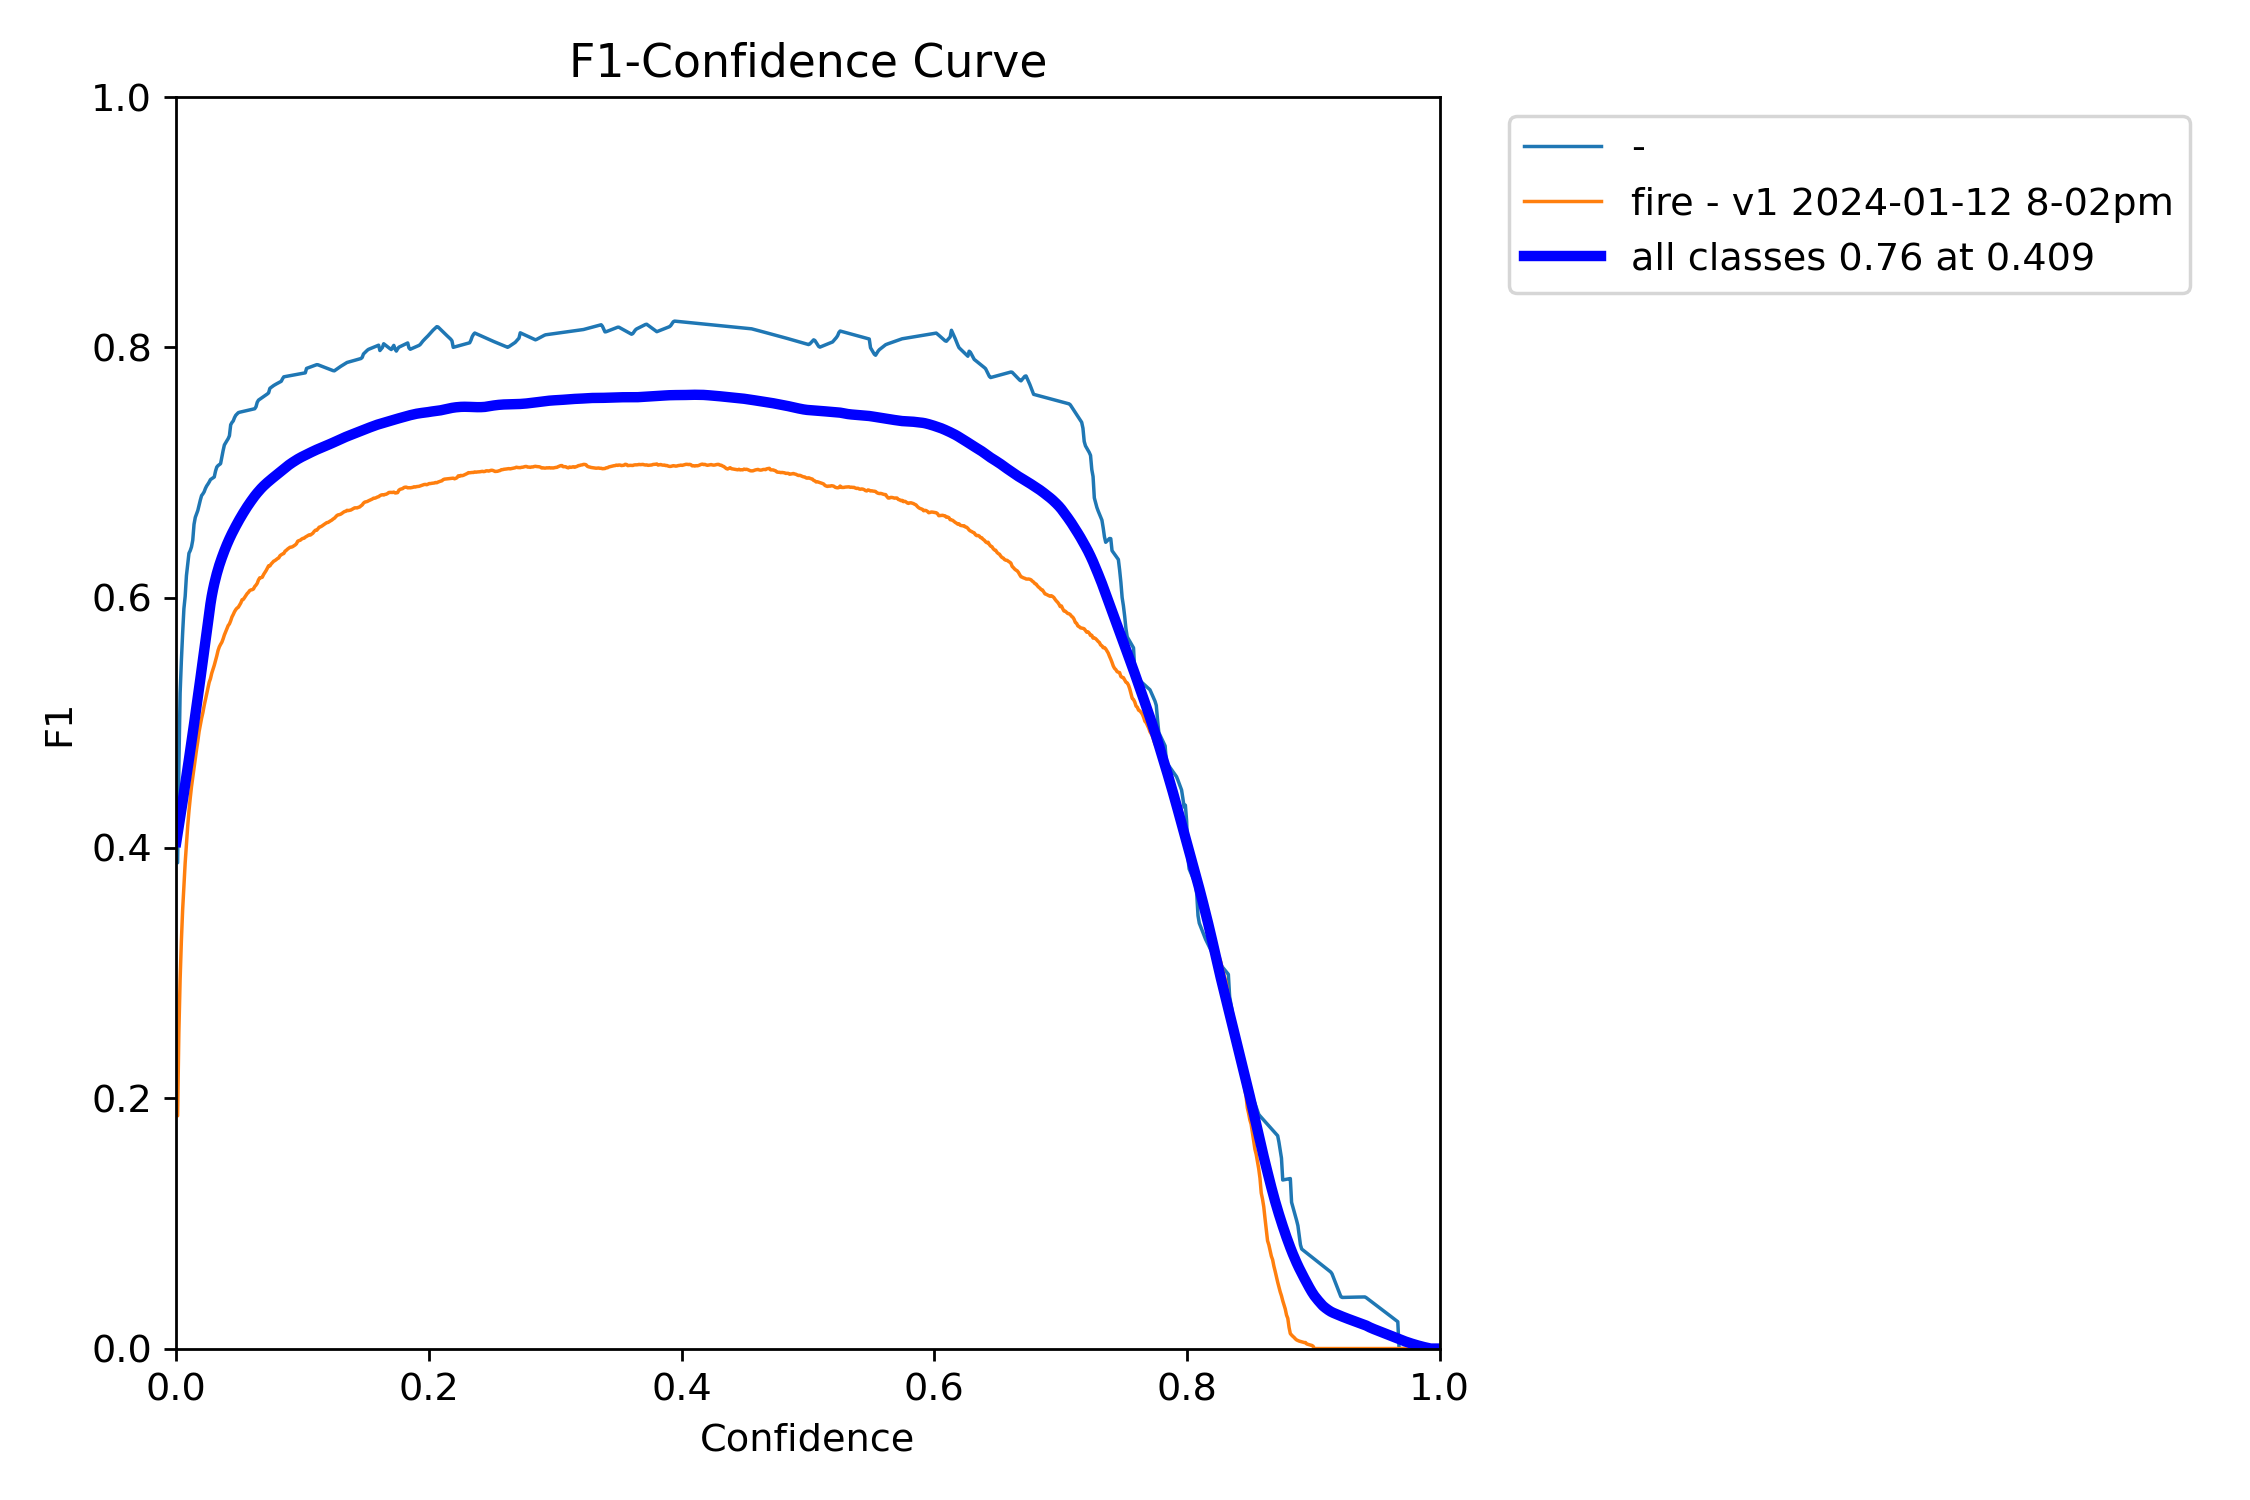 F1-Confidence Curve
1.0
0.8
0.6
0.4
0.2
0.0
F1
0.0 0.2 0.4 0.6 0.8 1.0
Confidence
-
fire - v1 2024-01-12 8-02pm
all classes 0.76 at 0.409